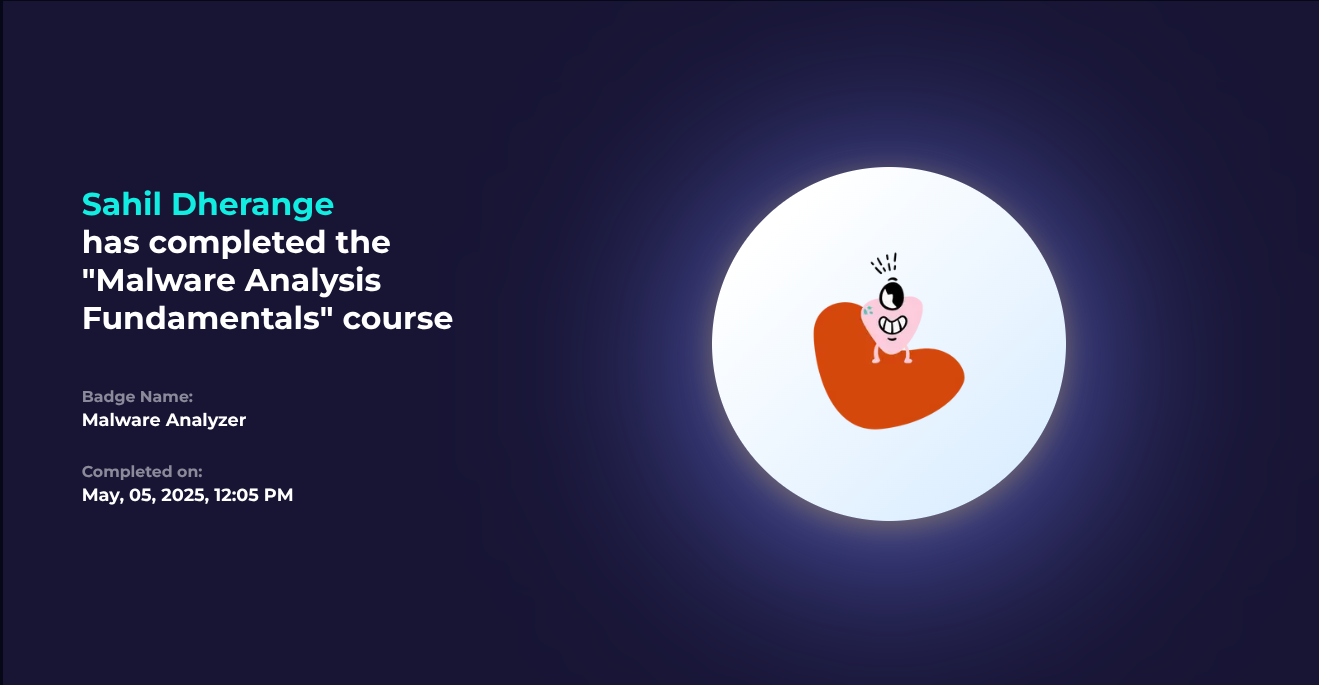 Sahil Dherange
has completed the
"Malware Analysis
Fundamentals" course
Badge Name:
Malware Analyzer
Completed on:
May, 05, 2025, 12:05 PM